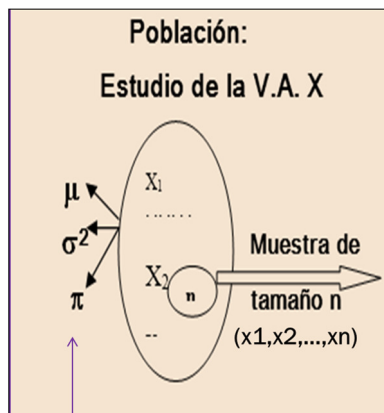 Población:
Estudio de la V.A. X
μ
σ²
π
X₁
.......
X₂
n
--
Muestra de
tamaño n
(x1,x2,...,xn)